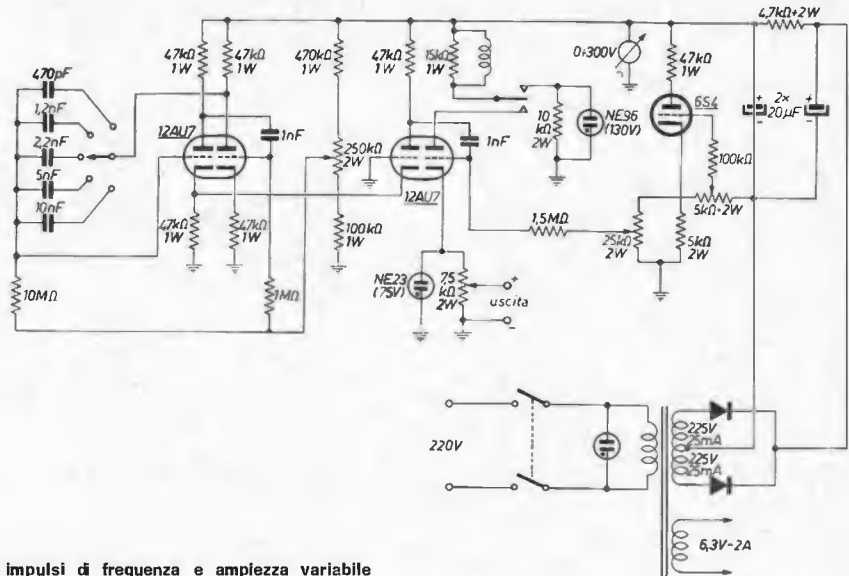 470pF
1,2nF
2,2nF
5nF
10nF
10MΩ
47kΩ
1W
47kΩ
1W
12AU7
1nF
47kΩ
1W
47kΩ
1W
1MΩ
470kΩ
1W
250kΩ
2W
100kΩ
1W
47kΩ
1W
12AU7
1nF
15kΩ
1W
10
kΩ
2W
NE96
(130V)
NE23
(75V)
7,5
kΩ
2W
+
uscita
-
1,5MΩ
0÷300V
47kΩ
1W
6S4
100kΩ
5kΩ-2W
25kΩ
2W
5kΩ
2W
4,7kΩ÷2W
+
-
2×
20µF
+
-
220V
225V
25mA
225V
25mA
6,3V-2A
impulsi di frequenza e ampiezza variabile